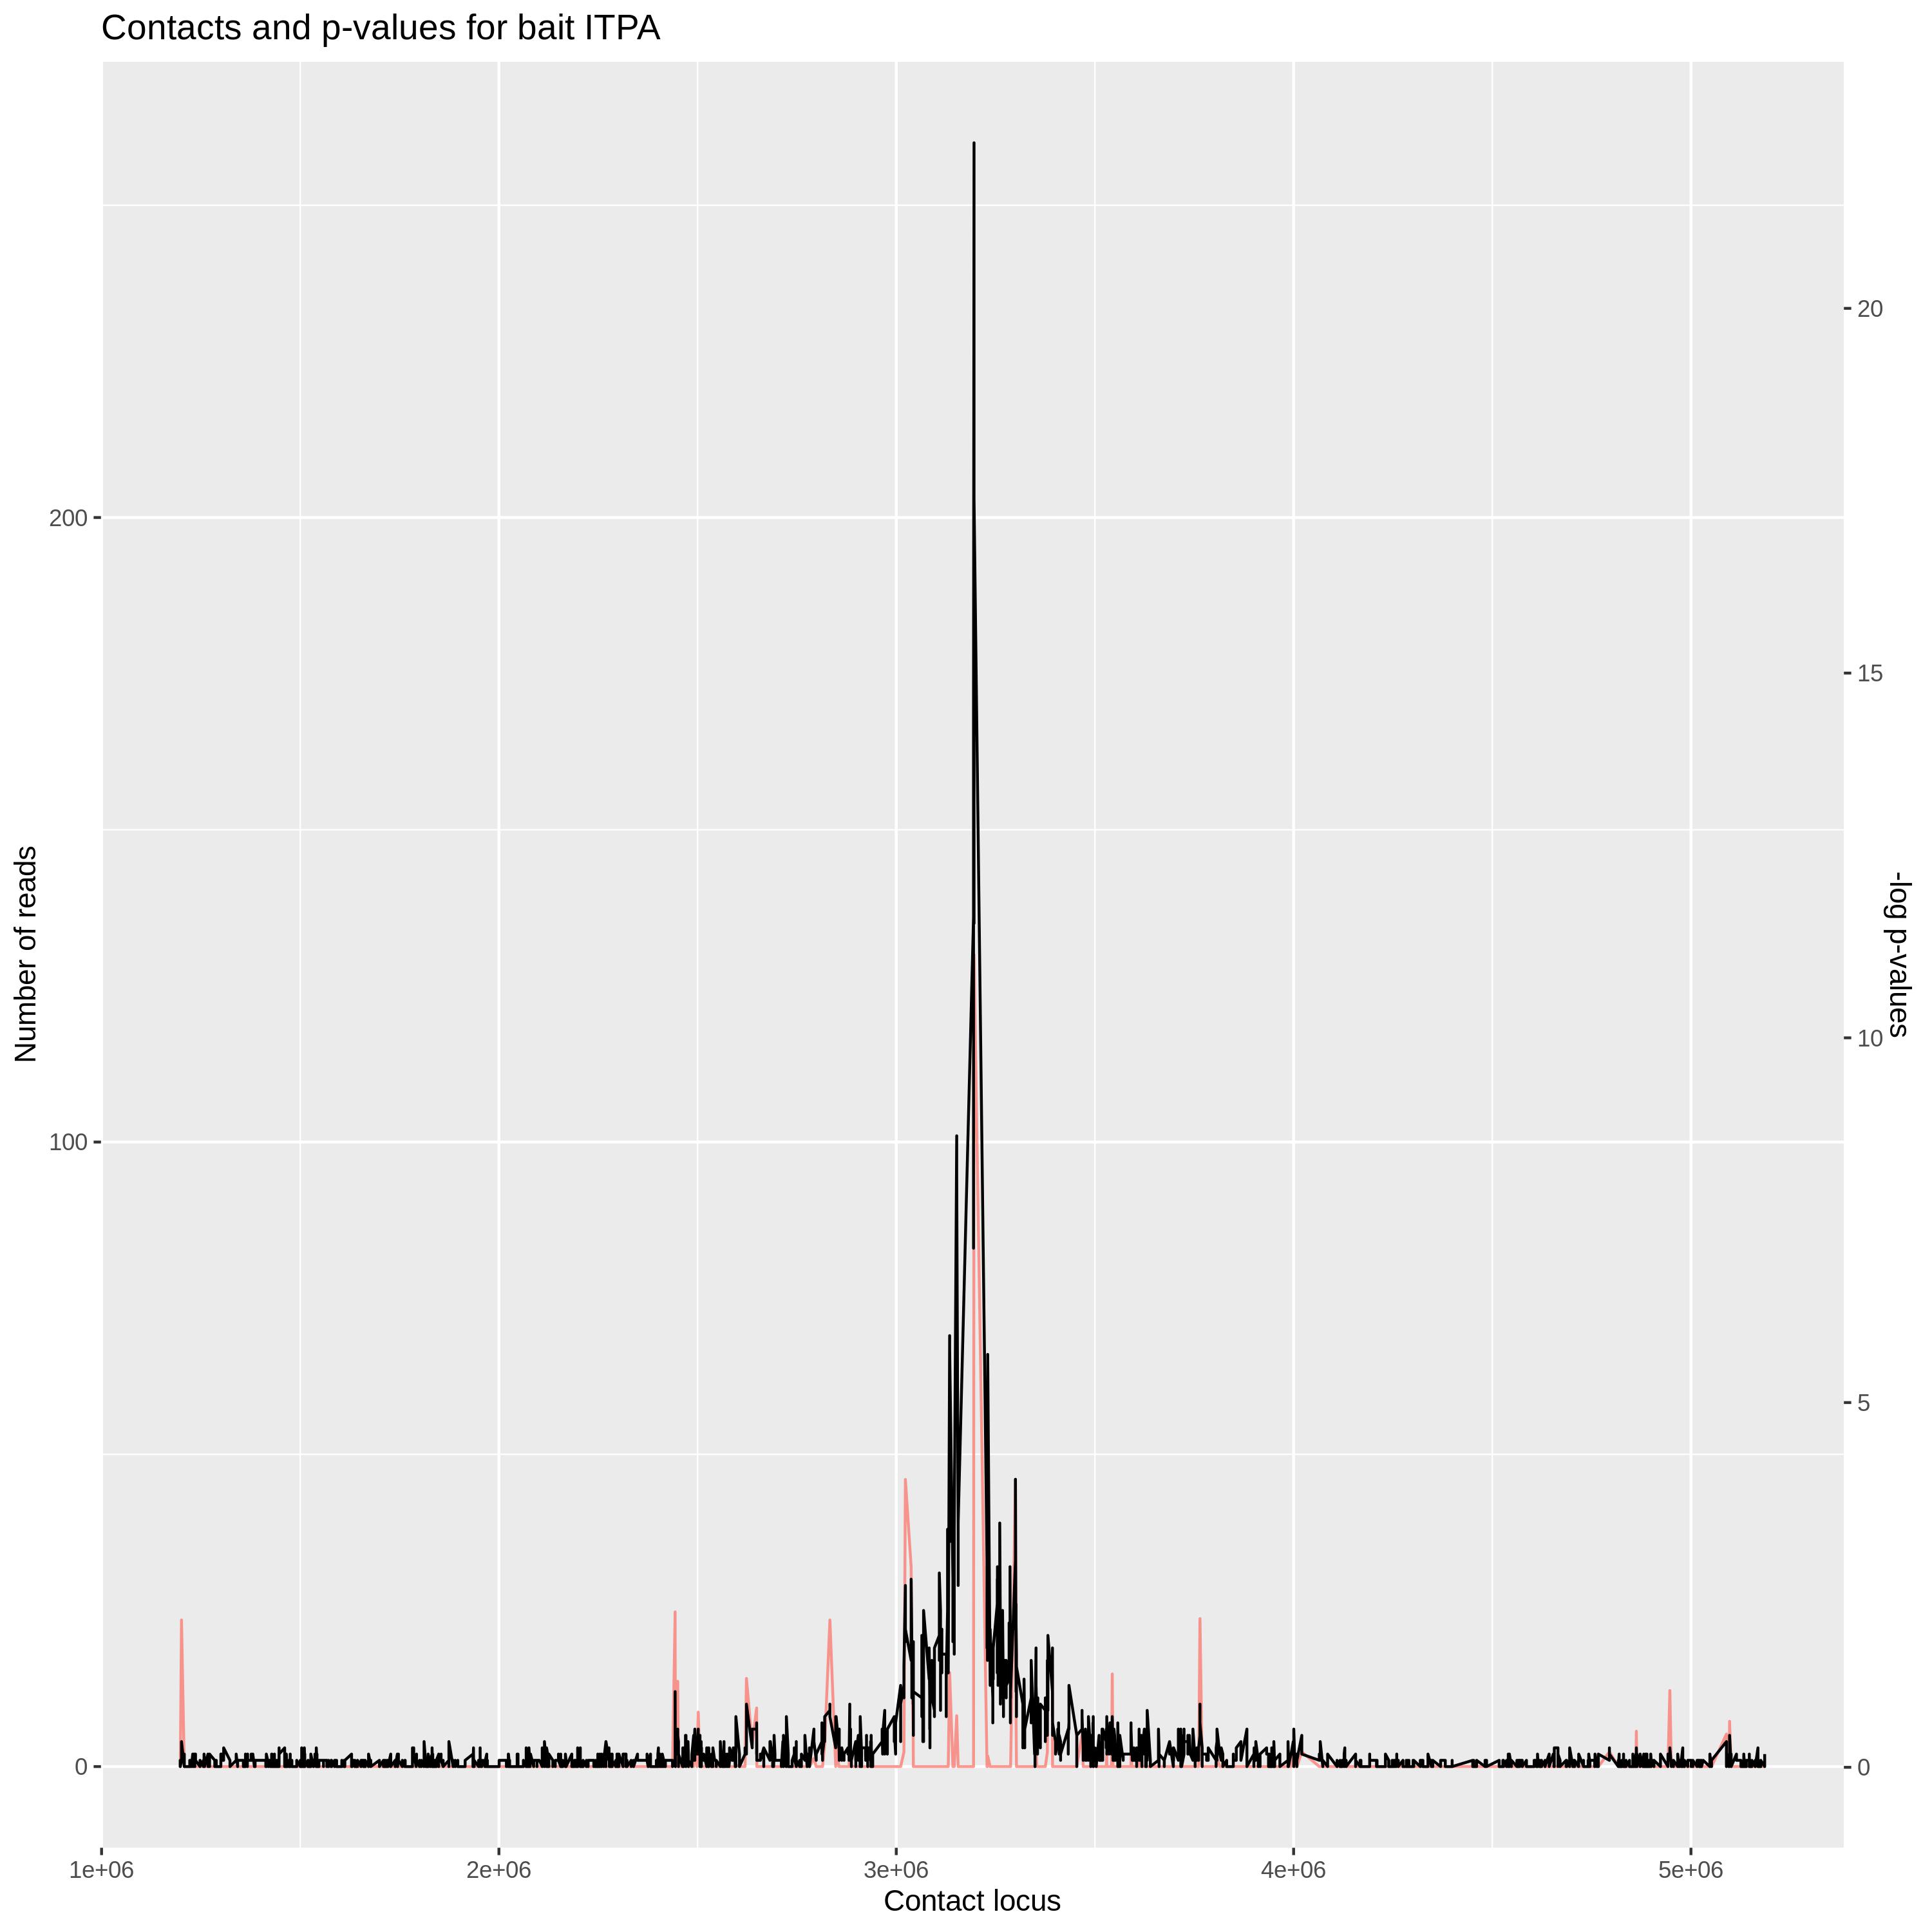 Contacts and p-values for bait ITPA
Number of reads
200
100
0
20
15
10
5
0
-log p-values
1e+06
2e+06
3e+06
4e+06
5e+06
Contact locus